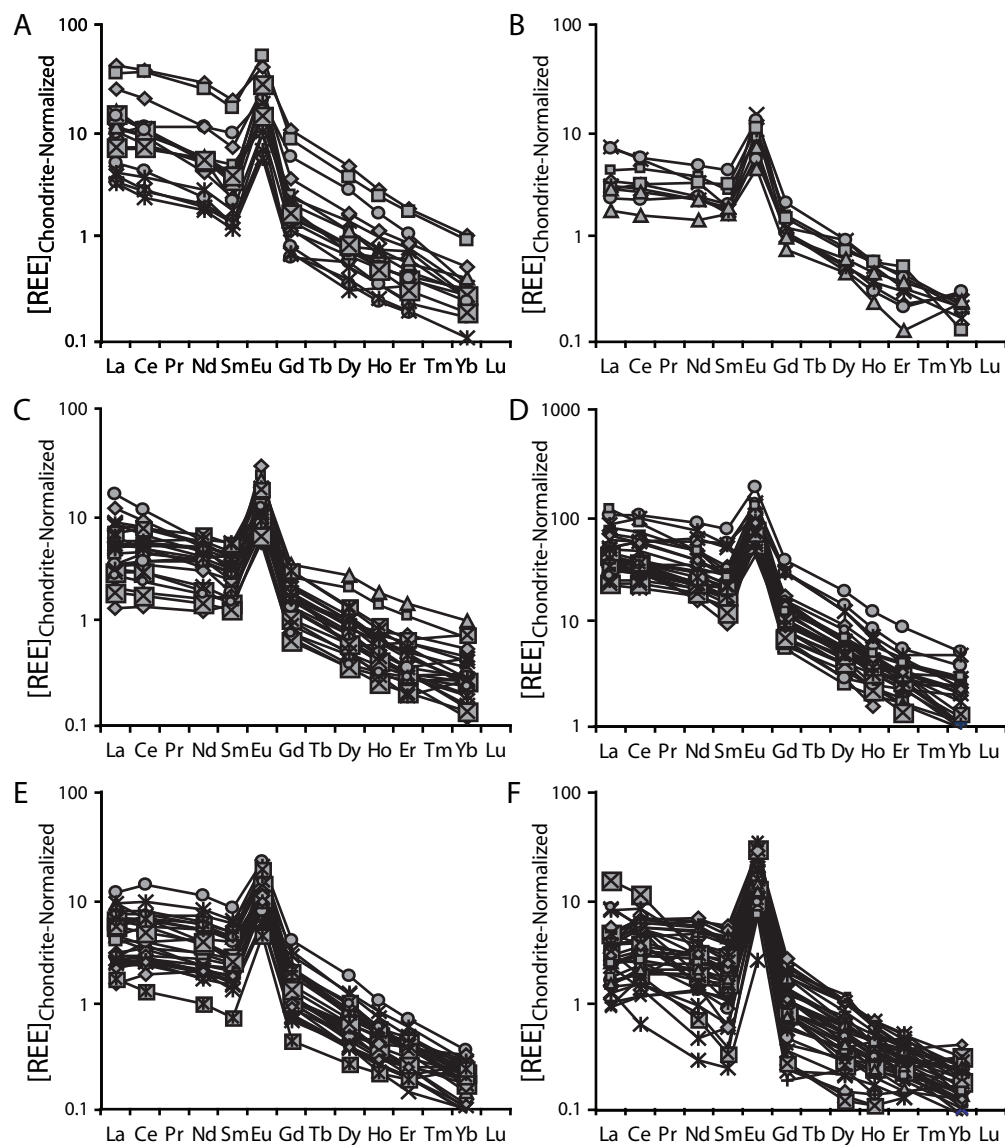 A
[REE]Chondrite-Normalized
100
10
1
0.1
La Ce Pr Nd Sm Eu Gd Tb Dy Ho Er Tm Yb Lu
B
[REE]Chondrite-Normalized
100
10
1
0.1
La Ce Pr Nd Sm Eu Gd Tb Dy Ho Er Tm Yb Lu
C
[REE]Chondrite-Normalized
100
10
1
0.1
La Ce Pr Nd Sm Eu Gd Tb Dy Ho Er Tm Yb Lu
D
[REE]Chondrite-Normalized
1000
100
10
1
La Ce Pr Nd Sm Eu Gd Tb Dy Ho Er Tm Yb Lu
E
[REE]Chondrite-Normalized
100
10
1
0.1
La Ce Pr Nd Sm Eu Gd Tb Dy Ho Er Tm Yb Lu
F
[REE]Chondrite-Normalized
100
10
1
0.1
La Ce Pr Nd Sm Eu Gd Tb Dy Ho Er Tm Yb Lu